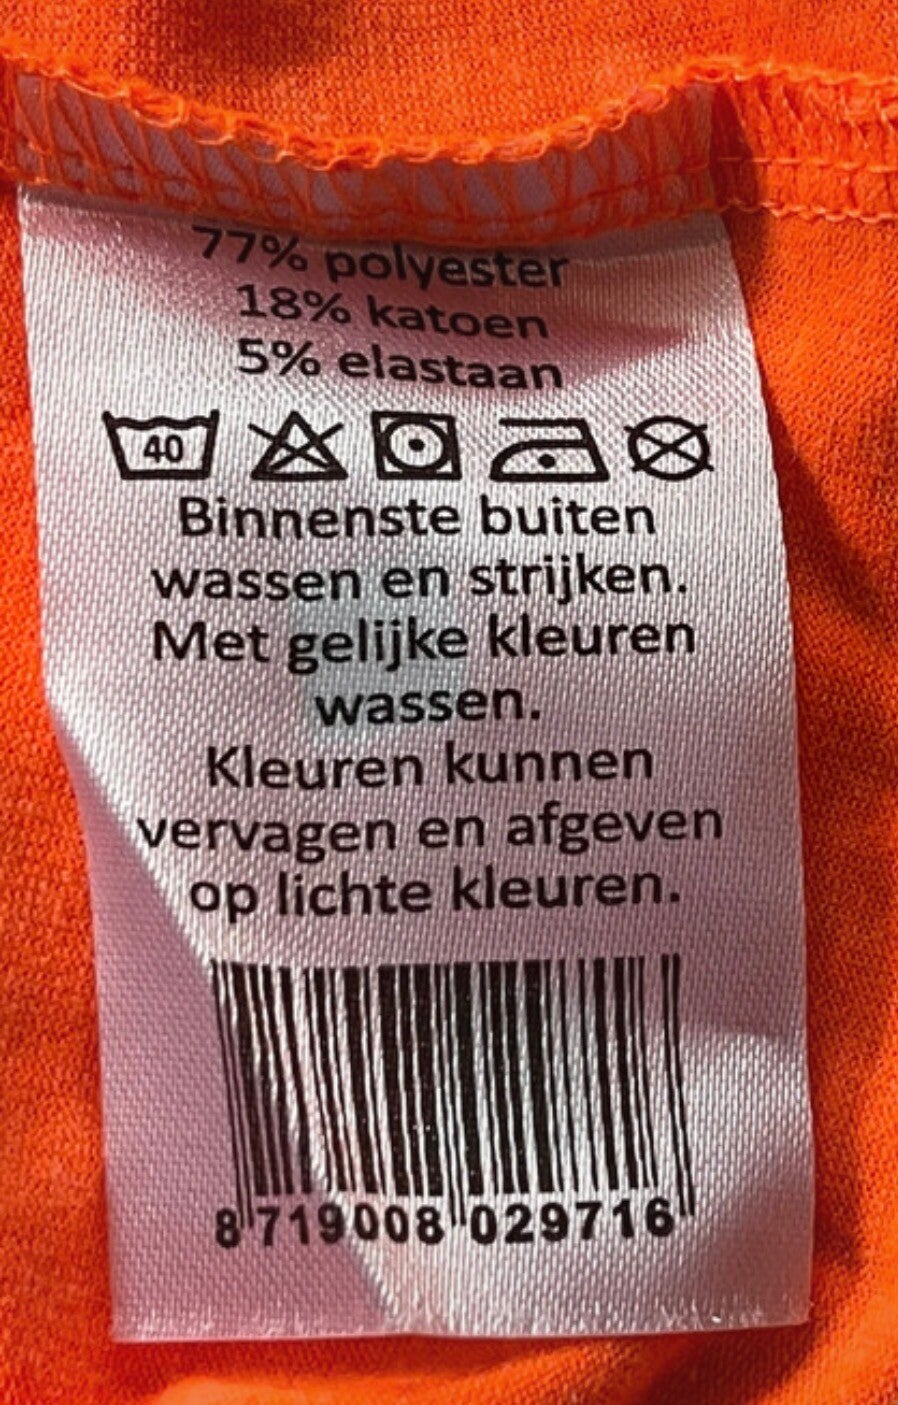 77% polyester
18% katoen
5% elastaan
40
Binnenste buiten
wassen en strijken.
Met gelijke kleuren
wassen.
Kleuren kunnen
vervagen en afgeven
op lichte kleuren.
8 719008 029716